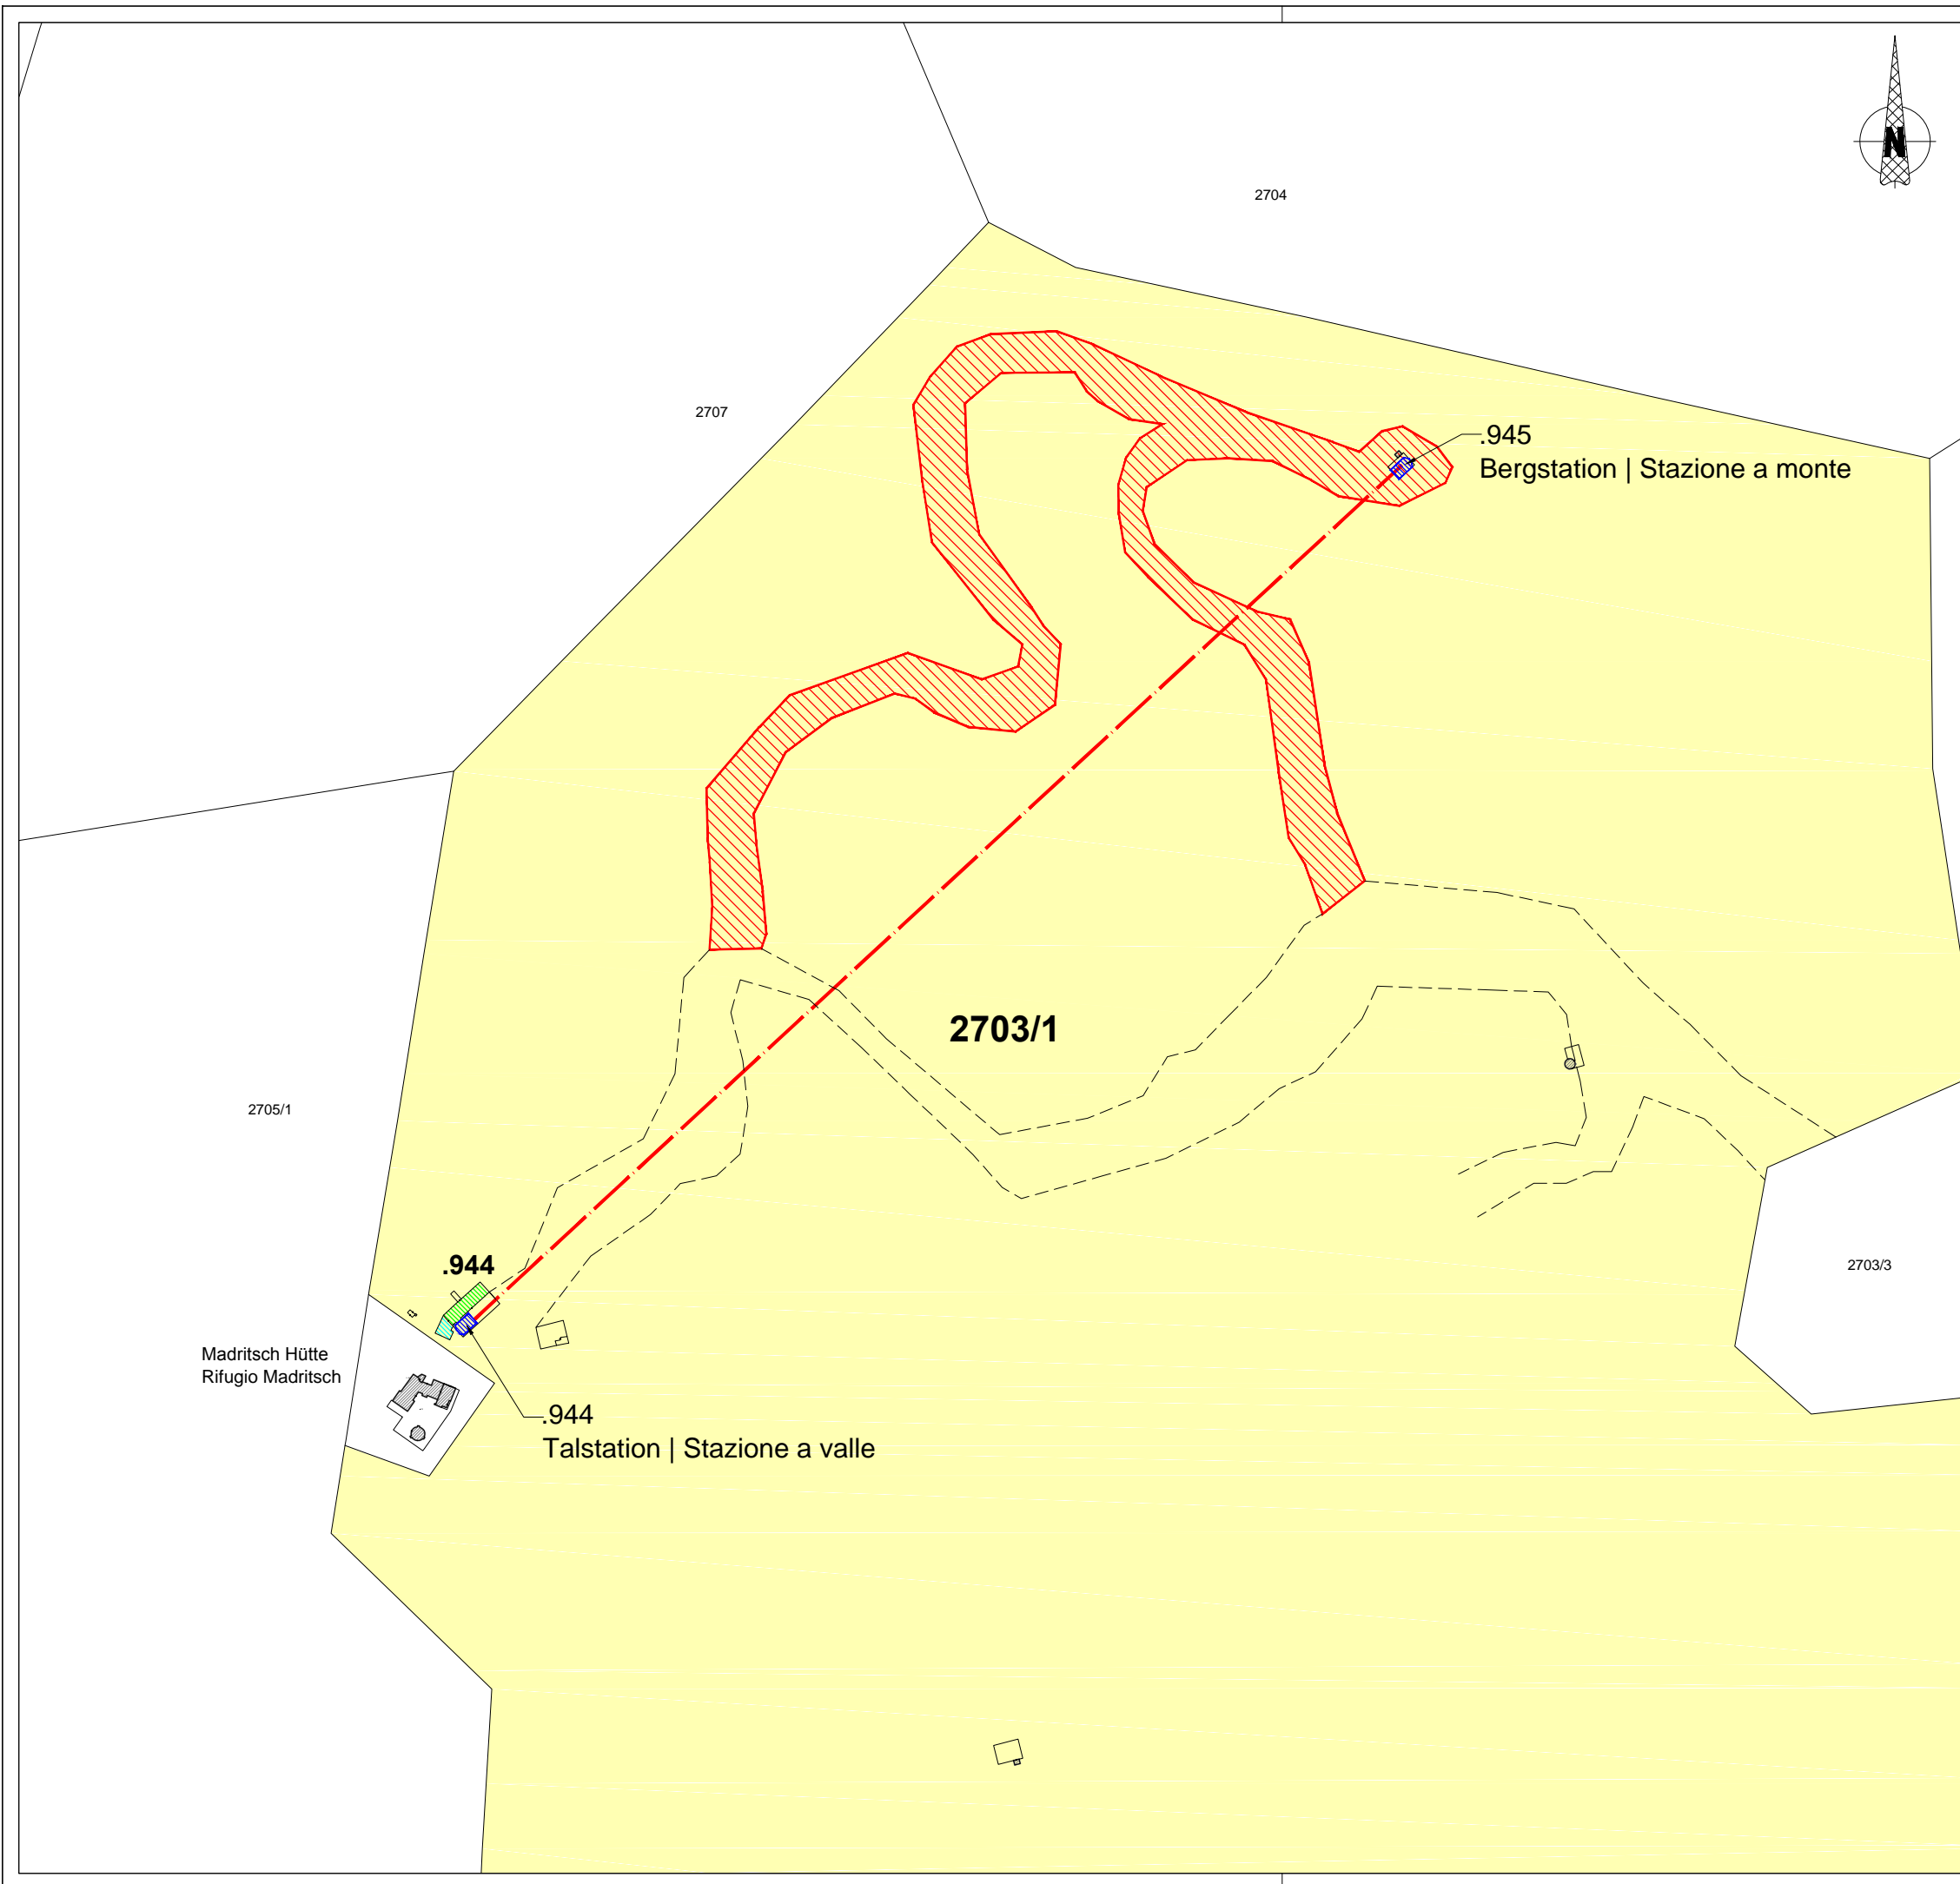 N
2704
2707
.945
Bergstation | Stazione a monte
2703/1
2705/1
.944
2703/3
Madritsch Hütte
Rifugio Madritsch
.944
Talstation | Stazione a valle